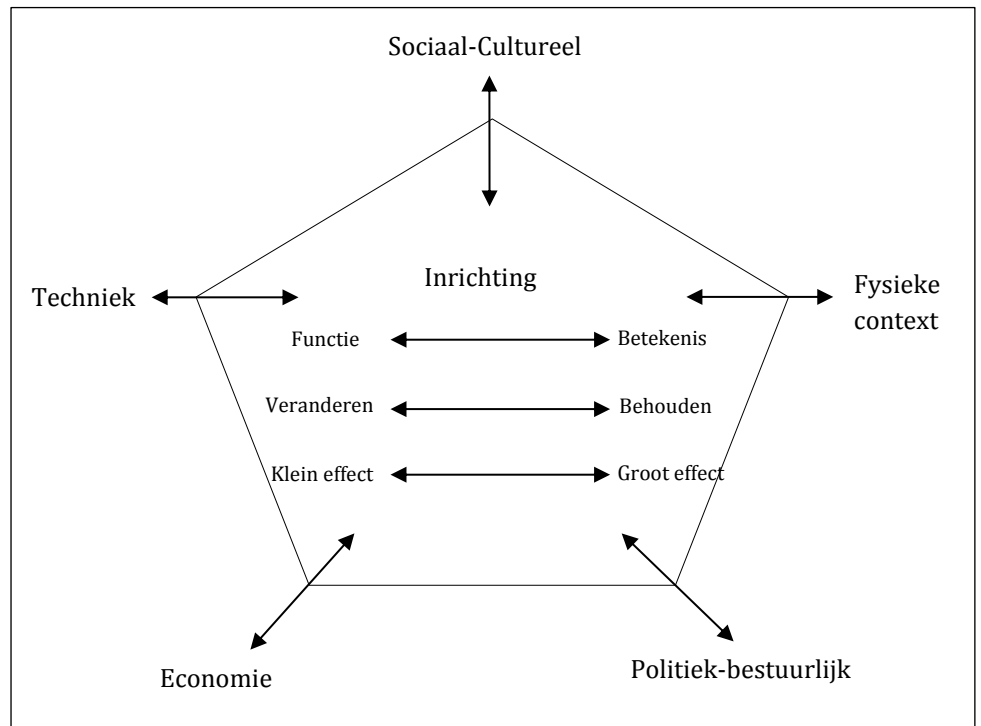 Sociaal-Cultureel
Inrichting
Techniek
Fysieke
context
Functie
Betekenis
Veranderen
Behouden
Klein effect
Groot effect
Economie
Politiek-bestuurlijk